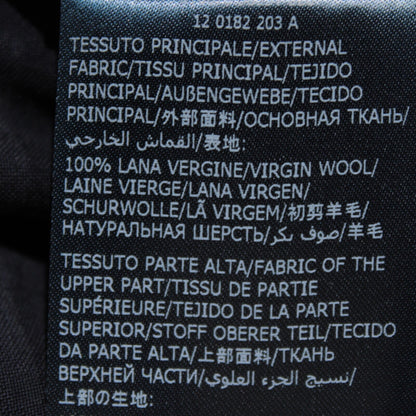 12 0182 203 A
TESSUTO PRINCIPALE/EXTERNAL
FABRIC/TISSU PRINCIPAL/TEJIDO
PRINCIPAL/AUßENGEWEBE/TECIDO
PRINCIPAL/外部面料/ОСНОВНАЯ ТКАНЬ/
القماش الخارجي/表地:
100% LANA VERGINE/VIRGIN WOOL/
LAINE VIERGE/LANA VIRGEN/
SCHURWOLLE/LÃ VIRGEM/初剪羊毛/
НАТУРАЛЬНАЯ ШЕРСТЬ/صوف بكر/羊毛
TESSUTO PARTE ALTA/FABRIC OF THE
UPPER PART/TISSU DE PARTIE
SUPÉRIEURE/TEJIDO DE LA PARTE
SUPERIOR/STOFF OBERER TEIL/TECIDO
DA PARTE ALTA/上部面料/ТКАНЬ
ВЕРХНЕЙ ЧАСТИ/نسيج الجزء العلوي/
上部の生地: